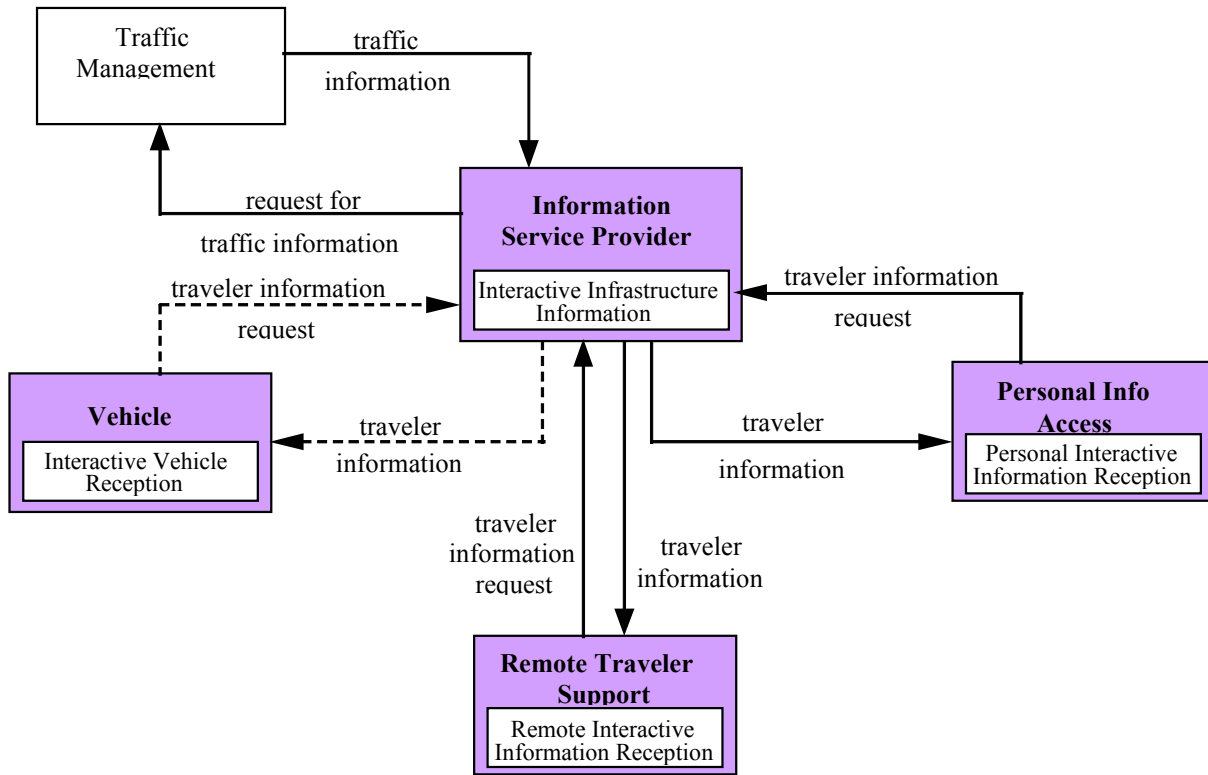 Traffic
Management
traffic
information
request for
traffic information
Information
Service Provider
Interactive Infrastructure
Information
traveler information
request
traveler information
request
Vehicle
Interactive Vehicle
Reception
traveler
information
traveler
information
Personal Info
Access
Personal Interactive
Information Reception
traveler
information
request
traveler
information
Remote Traveler
Support
Remote Interactive
Information Reception